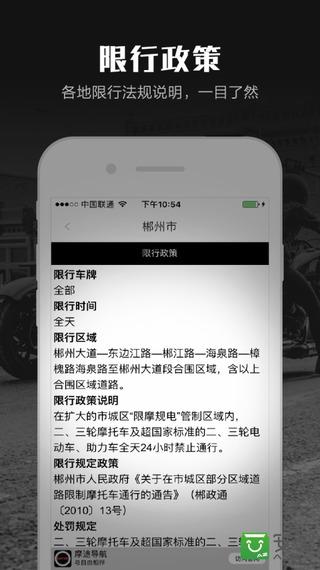 限行政策
各地限行法规说明，一目了然
中国联通
下午10:54
郴州市
限行政策
限行车牌
全部
限行时间
全天
限行区域
郴州大道—东边江路—郴江路—海泉路—樟
槐路海泉路至郴州大道段合围区域，含以上
合围区域道路。
限行政策说明
在扩大的市城区“限摩规电”管制区域内，
二、三轮摩托车及超国家标准的二、三轮电
动车、助力车全天24小时禁止通行。
限行规定政策
郴州市人民政府《关于在市城区部分区域道
路限制摩托车通行的通告》（郴政通
〔2010〕13号）
处罚规定
二、三轮摩托车及超国家标准的二、三轮
摩途导航